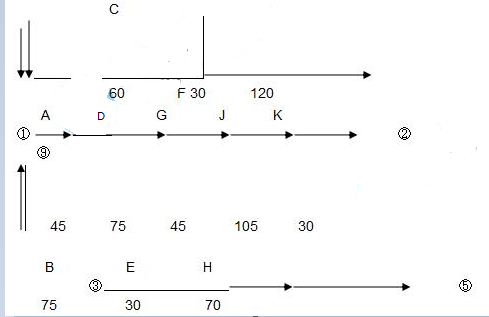 C
60 F 30 120
A D G J K
① ②
⑨
45 75 45 105 30
B E H
③ ⑤
75 30 70